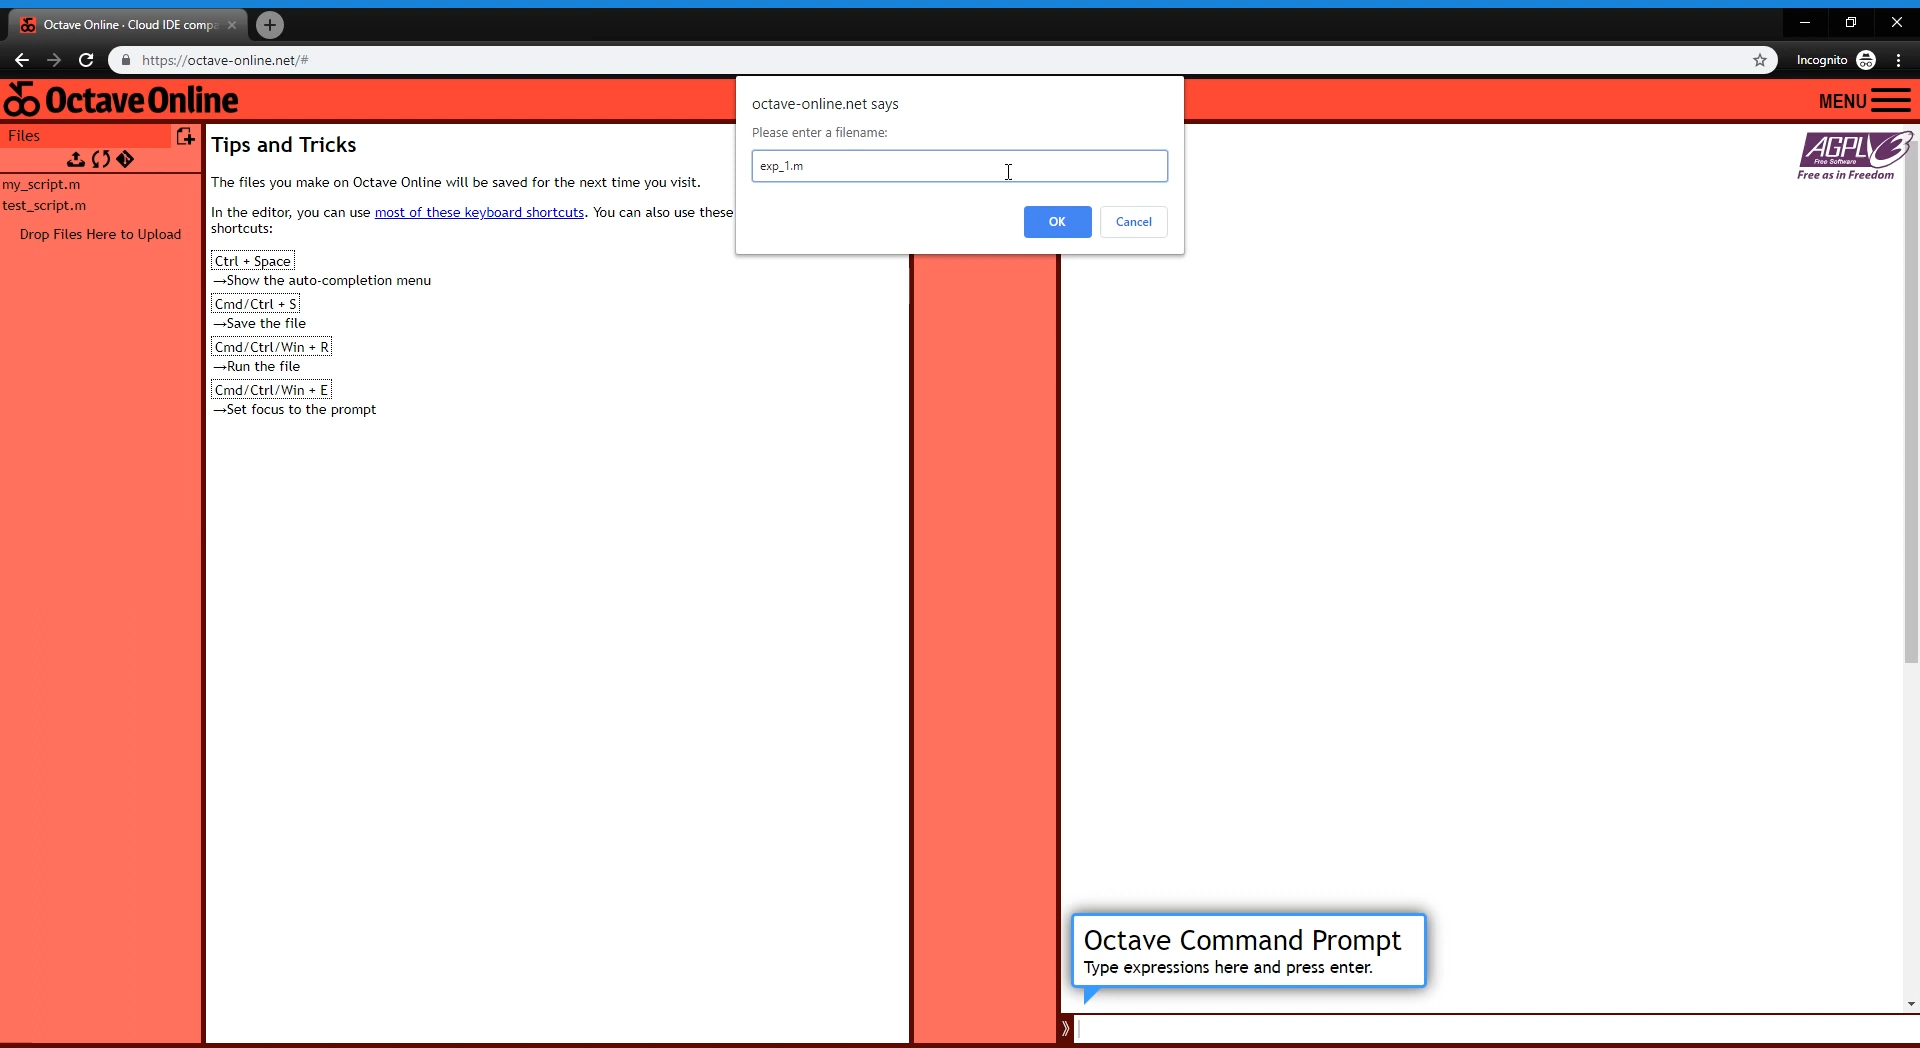 Octave Online · Cloud IDE compa
https://octave-online.net/#
Incognito
Octave Online
MENU
octave-online.net says
Please enter a filename:
exp_1.m
OK
Cancel
Files
my_script.m
test_script.m
Drop Files Here to Upload
Tips and Tricks
The files you make on Octave Online will be saved for the next time you visit.
In the editor, you can use most of these keyboard shortcuts. You can also use these
shortcuts:
Ctrl + Space
→Show the auto-completion menu
Cmd/Ctrl + S
→Save the file
Cmd/Ctrl/Win + R
→Run the file
Cmd/Ctrl/Win + E
→Set focus to the prompt
AGPLv3
Free Software
Free as in Freedom
Octave Command Prompt
Type expressions here and press enter.